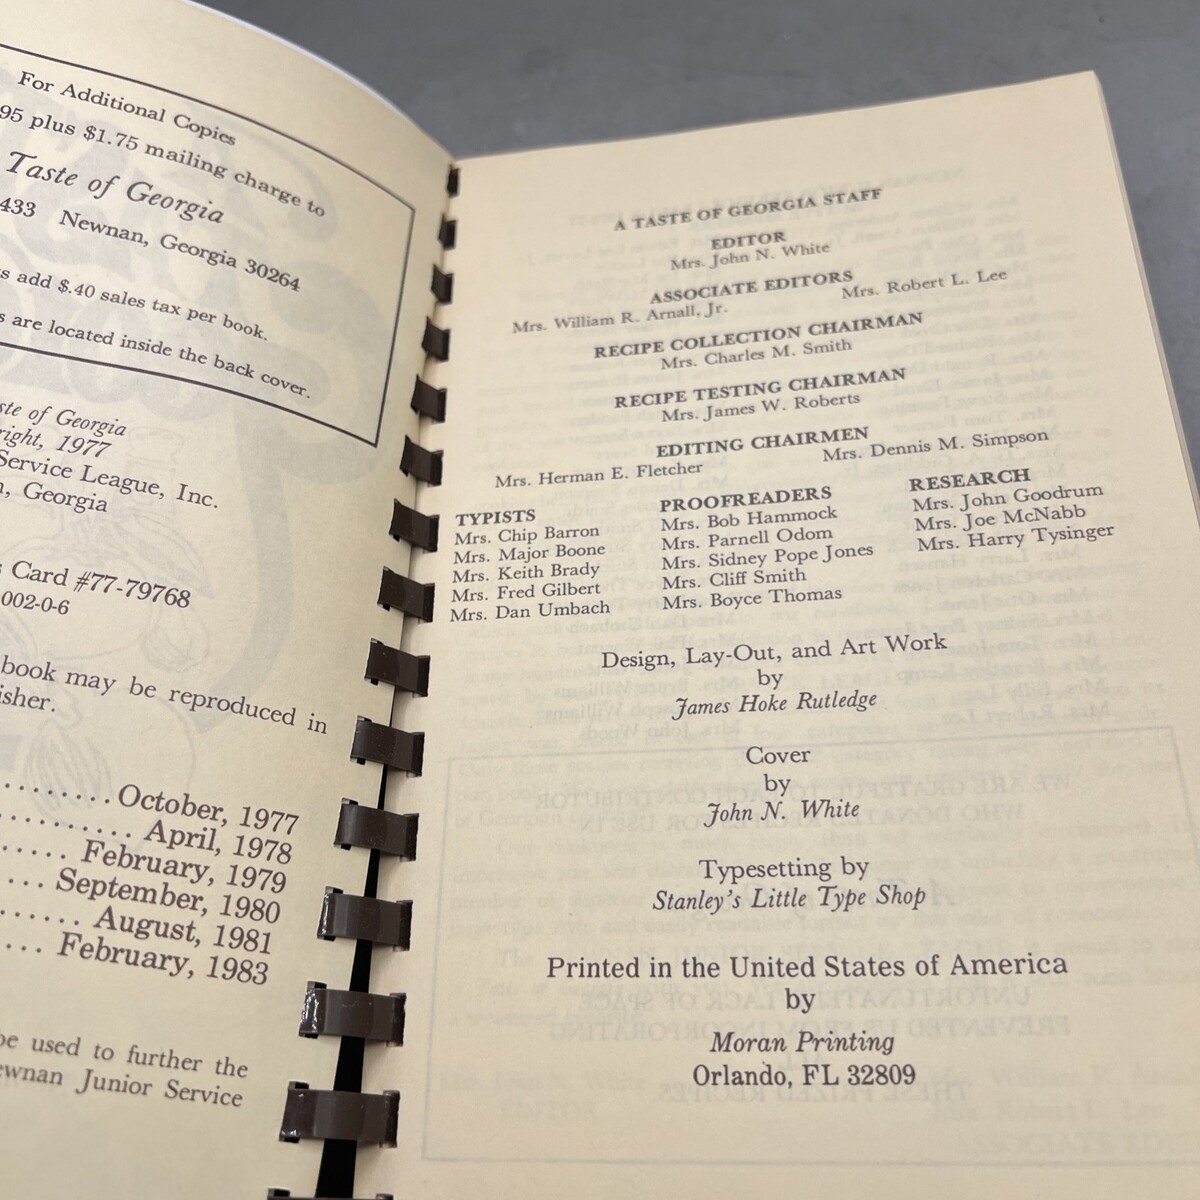 For Additional Copies
95 plus $1.75 mailing charge to
Taste of Georgia
433 Newnan, Georgia 30264
s add $.40 sales tax per book.
s are located inside the back cover.
ste of Georgia
right, 1977
Service League, Inc.
n, Georgia
s Card #77-79768
002-0-6
book may be reproduced in
isher.
........October, 1977
........... April, 1978
..... February, 1979
... September, 1980
....... August, 1981
.... February, 1983
be used to further the
ewnan Junior Service
A TASTE OF GEORGIA STAFF
EDITOR
Mrs. John N. White
ASSOCIATE EDITORS
Mrs. William R. Arnall, Jr. Mrs. Robert L. Lee
RECIPE COLLECTION CHAIRMAN
Mrs. Charles M. Smith
RECIPE TESTING CHAIRMAN
Mrs. James W. Roberts
EDITING CHAIRMEN
Mrs. Herman E. Fletcher Mrs. Dennis M. Simpson
TYPISTS
Mrs. Chip Barron
Mrs. Major Boone
Mrs. Keith Brady
Mrs. Fred Gilbert
Mrs. Dan Umbach
PROOFREADERS
Mrs. Bob Hammock
Mrs. Parnell Odom
Mrs. Sidney Pope Jones
Mrs. Cliff Smith
Mrs. Boyce Thomas
RESEARCH
Mrs. John Goodrum
Mrs. Joe McNabb
Mrs. Harry Tysinger
Design, Lay-Out, and Art Work
by
James Hoke Rutledge
Cover
by
John N. White
Typesetting by
Stanley's Little Type Shop
Printed in the United States of America
by
Moran Printing
Orlando, FL 32809